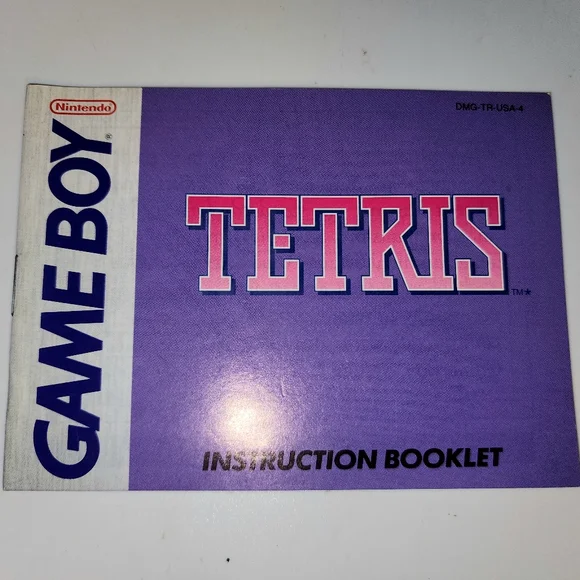 Nintendo
GAME BOY®
DMG-TR-USA-4
TETRIS
TM★
INSTRUCTION BOOKLET